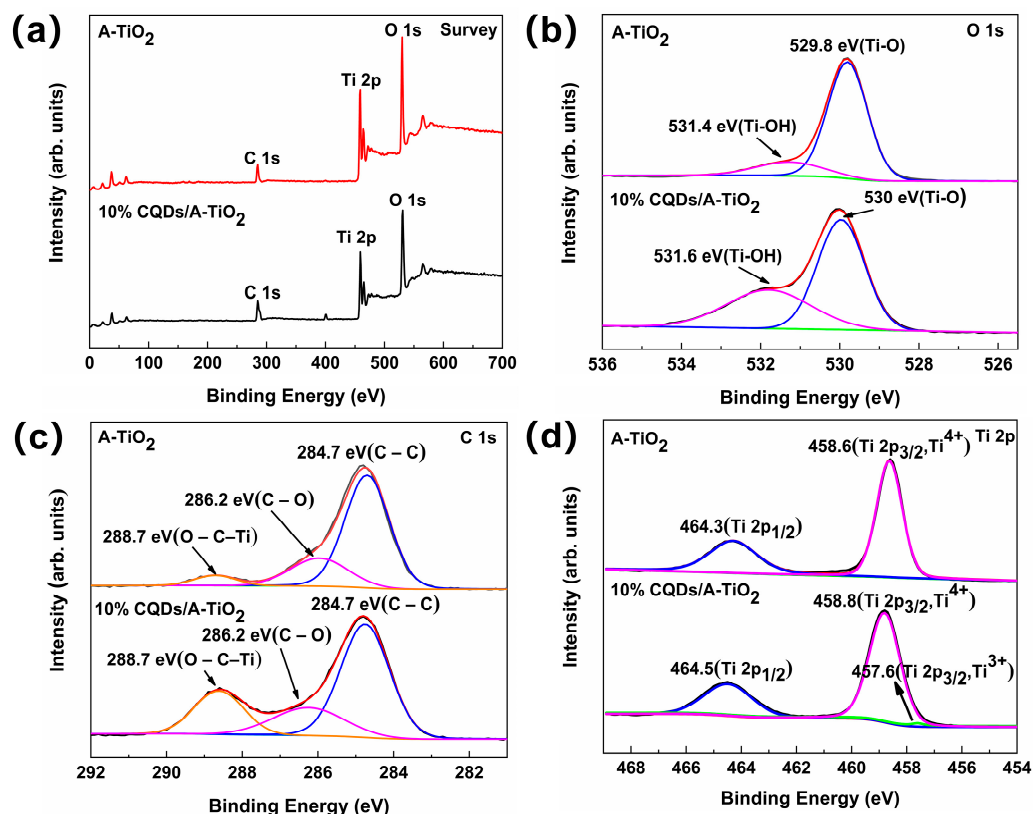 (a)
A-TiO2
O 1s
Survey
Ti 2p
C 1s
10% CQDs/A-TiO2
O 1s
Ti 2p
C 1s
0 100 200 300 400 500 600 700
Binding Energy (eV)
Intensity (arb. units)
(b)
A-TiO2
O 1s
529.8 eV(Ti-O)
531.4 eV(Ti-OH)
10% CQDs/A-TiO2
530 eV(Ti-O)
531.6 eV(Ti-OH)
536 534 532 530 528 526
Binding Energy (eV)
Intensity (arb. units)
(c)
A-TiO2
C 1s
284.7 eV(C – C)
286.2 eV(C – O)
288.7 eV(O – C–Ti)
10% CQDs/A-TiO2
284.7 eV(C – C)
286.2 eV(C – O)
288.7 eV(O – C–Ti)
292 290 288 286 284 282
Binding Energy (eV)
Intensity (arb. units)
(d)
A-TiO2
458.6(Ti 2p3/2,Ti4+)
Ti 2p
464.3(Ti 2p1/2)
10% CQDs/A-TiO2
458.8(Ti 2p3/2,Ti4+)
464.5(Ti 2p1/2)
457.6(Ti 2p3/2,Ti3+)
468 466 464 462 460 458 456 454
Binding Energy (eV)
Intensity (arb. units)